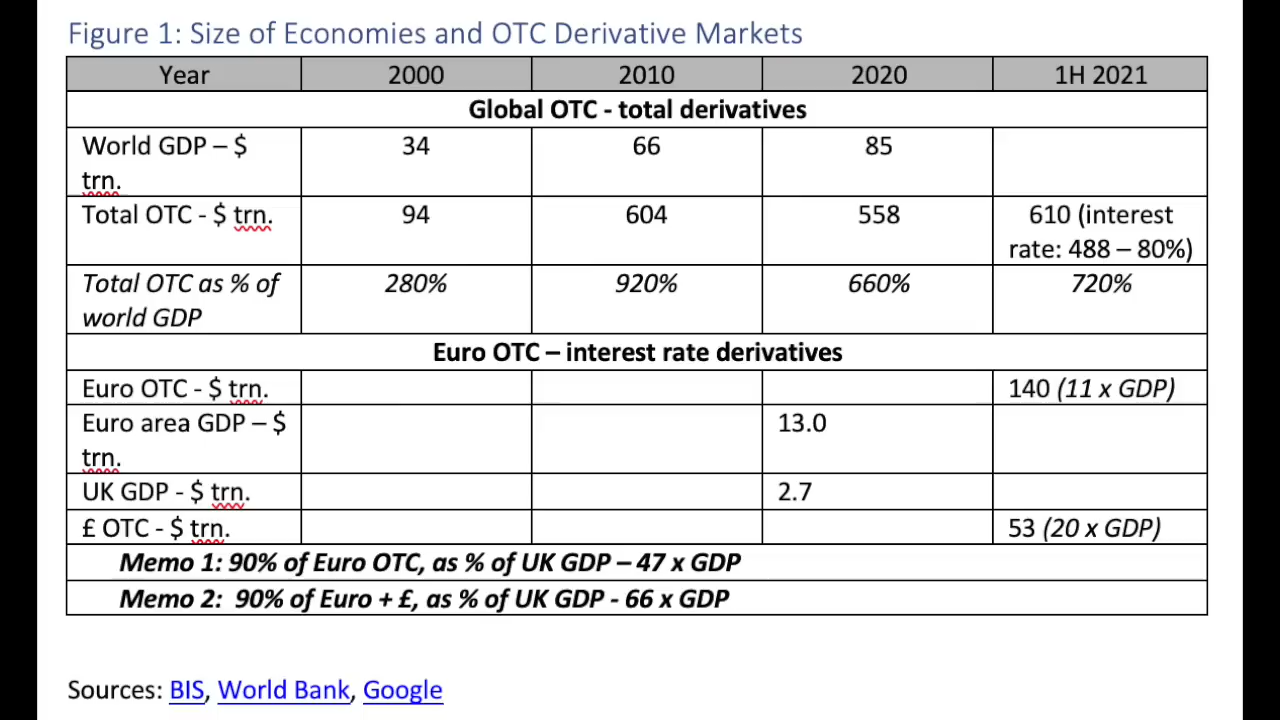 Figure 1: Size of Economies and OTC Derivative Markets
Year 2000 2010 2020 1H 2021
Global OTC - total derivatives
World GDP – $ trn. 34 66 85
Total OTC - $ trn. 94 604 558 610 (interest rate: 488 – 80%)
Total OTC as % of world GDP 280% 920% 660% 720%
Euro OTC – interest rate derivatives
Euro OTC - $ trn. 140 (11 x GDP)
Euro area GDP – $ trn. 13.0
UK GDP - $ trn. 2.7
£ OTC - $ trn. 53 (20 x GDP)
Memo 1: 90% of Euro OTC, as % of UK GDP – 47 x GDP
Memo 2: 90% of Euro + £, as % of UK GDP - 66 x GDP
Sources: BIS, World Bank, Google